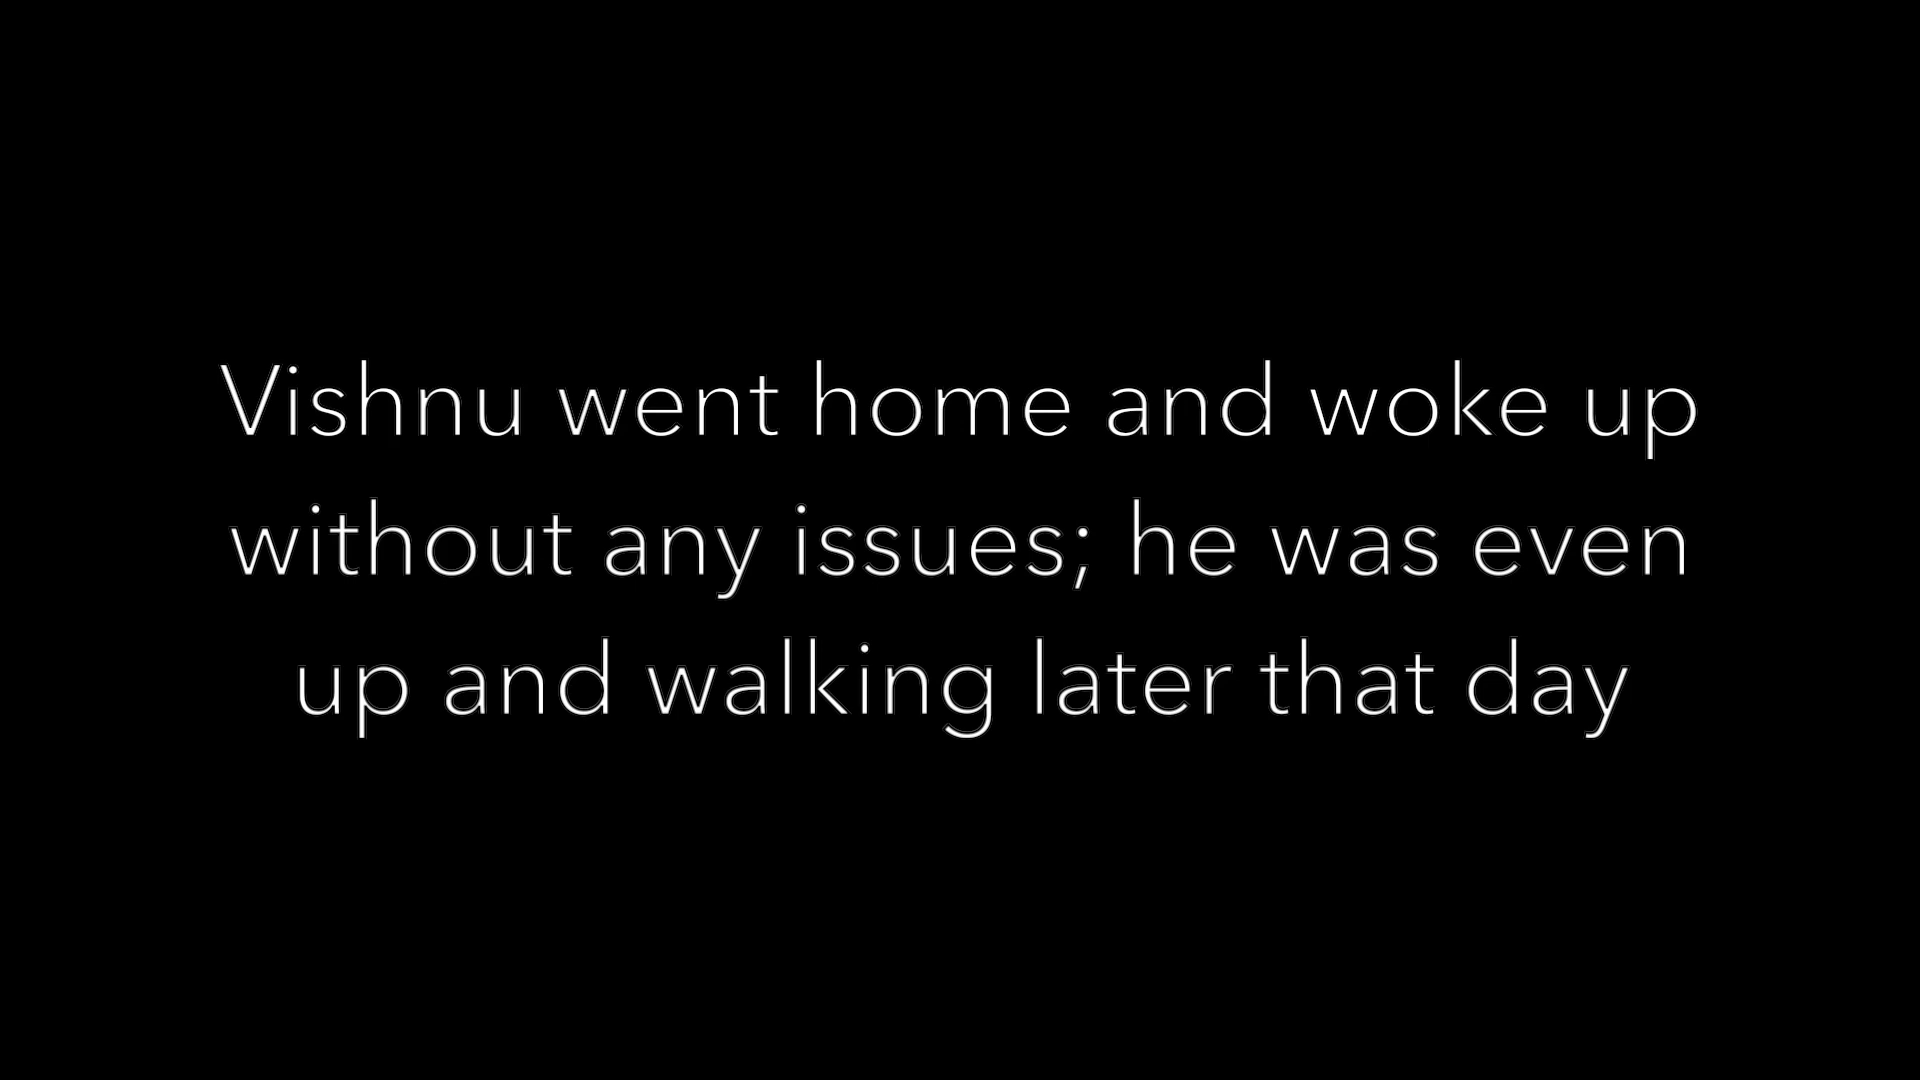 Vishnu went home and woke up
without any issues; he was even
up and walking later that day